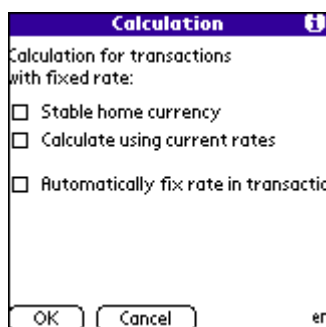 Calculation
Calculation for transactions
with fixed rate:
Stable home currency
Calculate using current rates
Automatically fix rate in transactio
OK Cancel er